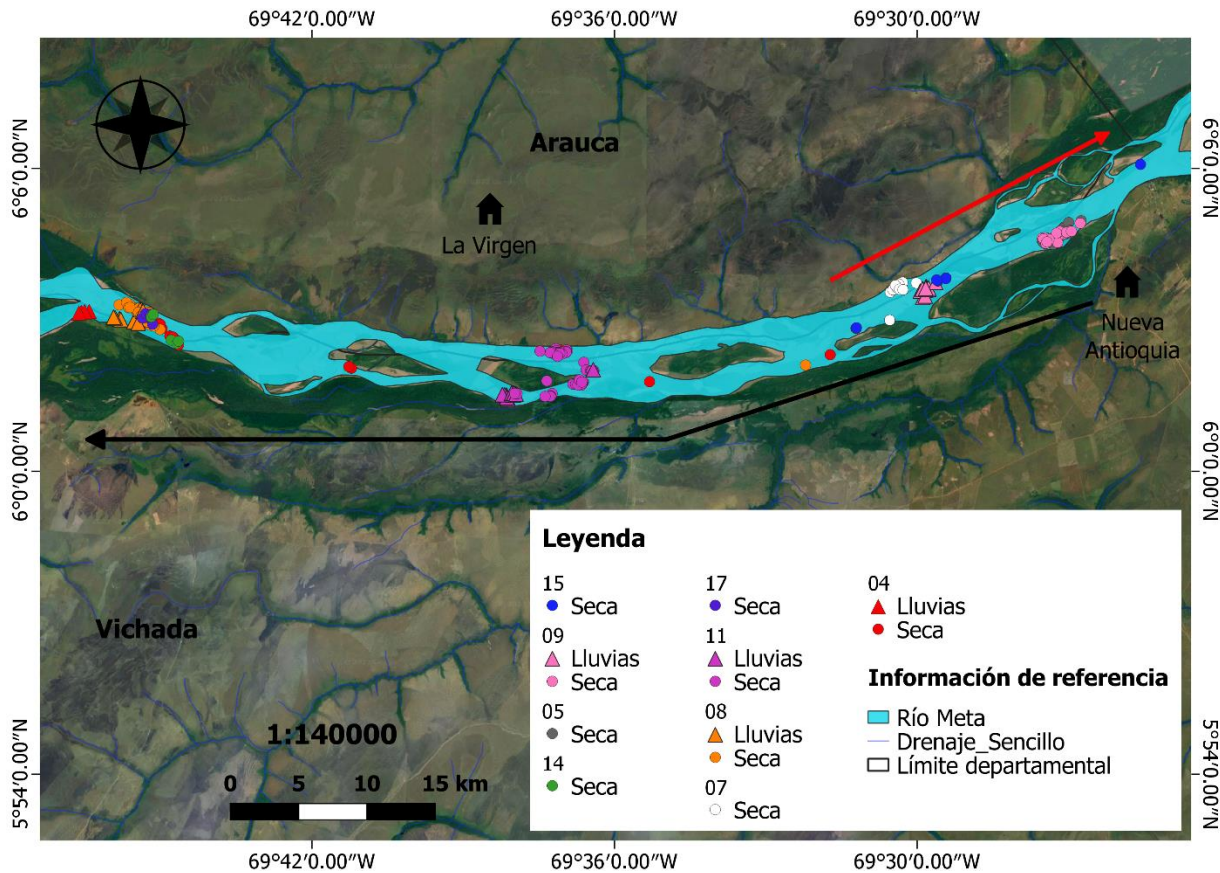 69°42′0.00″W
69°36′0.00″W
69°30′0.00″W
6°6′0.00″N
6°6′0.00″N
Arauca
La Virgen
Nueva
Antioquia
6°0′0.00″N
6°0′0.00″N
Vichada
1:140000
0 5 10 15 km
Leyenda
15
Seca
09
Lluvias
Seca
05
Seca
14
Seca
17
Seca
11
Lluvias
Seca
08
Lluvias
Seca
07
Seca
04
Lluvias
Seca
Información de referencia
Río Meta
Drenaje_Sencillo
Límite departamental
5°54′0.00″N
5°54′0.00″N
69°42′0.00″W
69°36′0.00″W
69°30′0.00″W